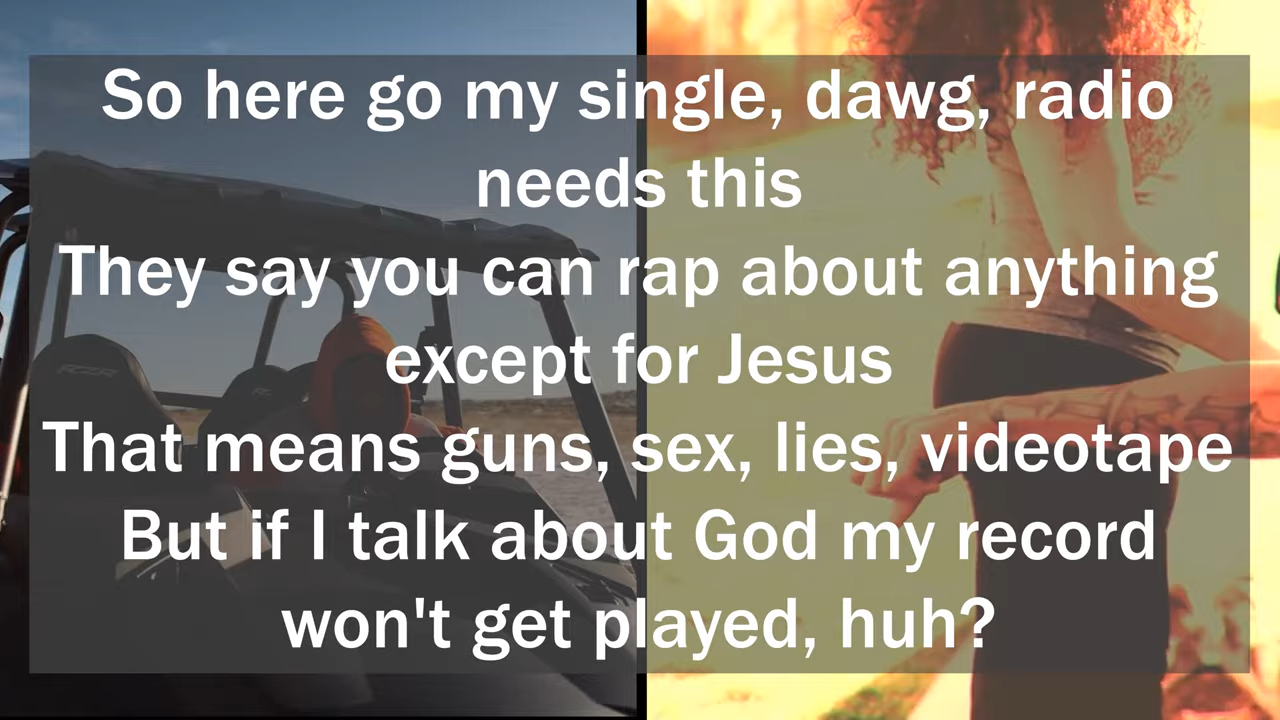 So here go my single, dawg, radio
needs this
They say you can rap about anything
except for Jesus
That means guns, sex, lies, videotape
But if I talk about God my record
won't get played, huh?
RZR